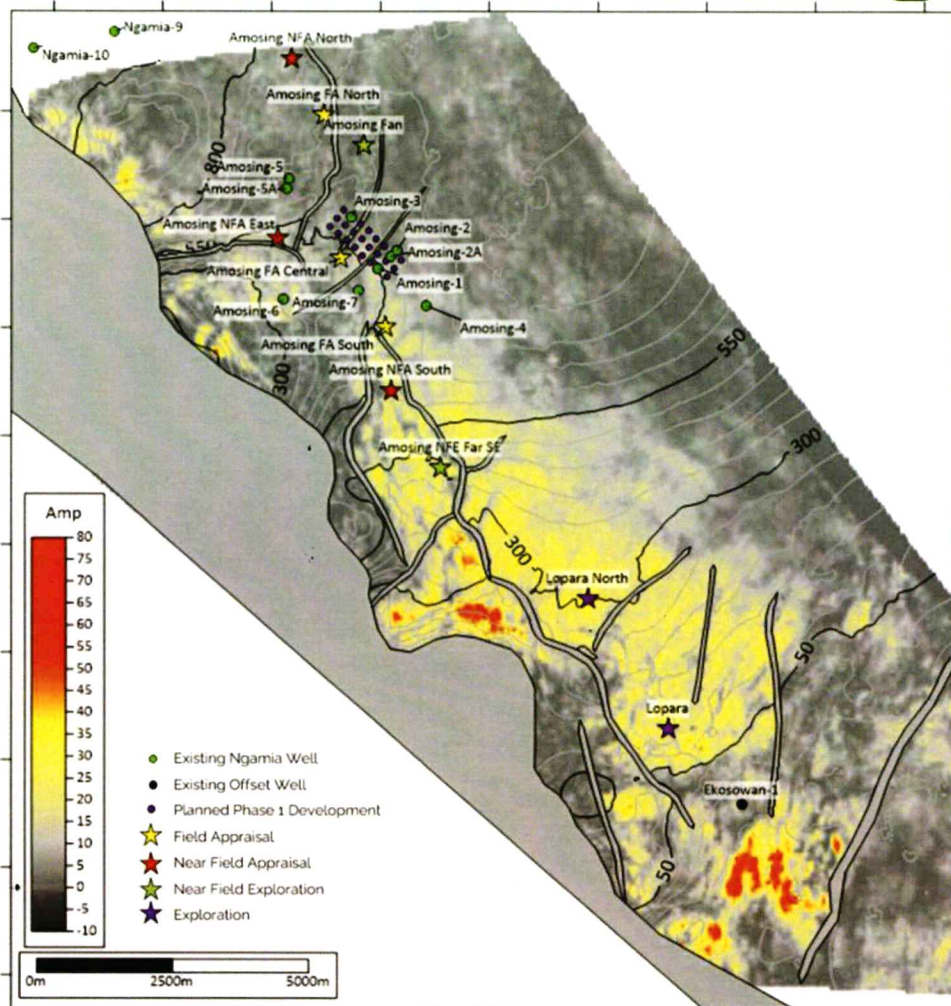 Ngamia-9
Ngamia-10
Amosing NFA North
Amosing FA North
Amosing Fan
800
Amosing-5
Amosing-5A
Amosing-3
Amosing NFA East
Amosing-2
550
Amosing-2A
Amosing FA Central
Amosing-1
Amosing-6
Amosing-7
Amosing-4
Amosing FA South
550
300
Amosing NFA South
300
Amosing NFE Far SE
Amp
80
75
70
65
60
55
50
45
40
35
30
25
20
15
10
5
0
-5
-10
300
Lopara North
50
Lopara
Ekosowan-1
50
Existing Ngamia Well
Existing Offset Well
Planned Phase 1 Development
Field Appraisal
Near Field Appraisal
Near Field Exploration
Exploration
0m
2500m
5000m